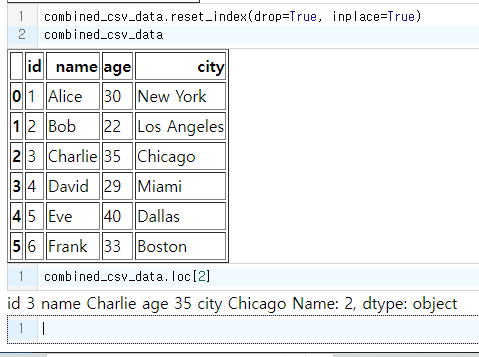 1 combined_csv_data.reset_index(drop=True, inplace=True)
2 combined_csv_data
id name age city
0 1 Alice 30 New York
1 2 Bob 22 Los Angeles
2 3 Charlie 35 Chicago
3 4 David 29 Miami
4 5 Eve 40 Dallas
5 6 Frank 33 Boston
1 combined_csv_data.loc[2]
id 3 name Charlie age 35 city Chicago Name: 2, dtype: object
1